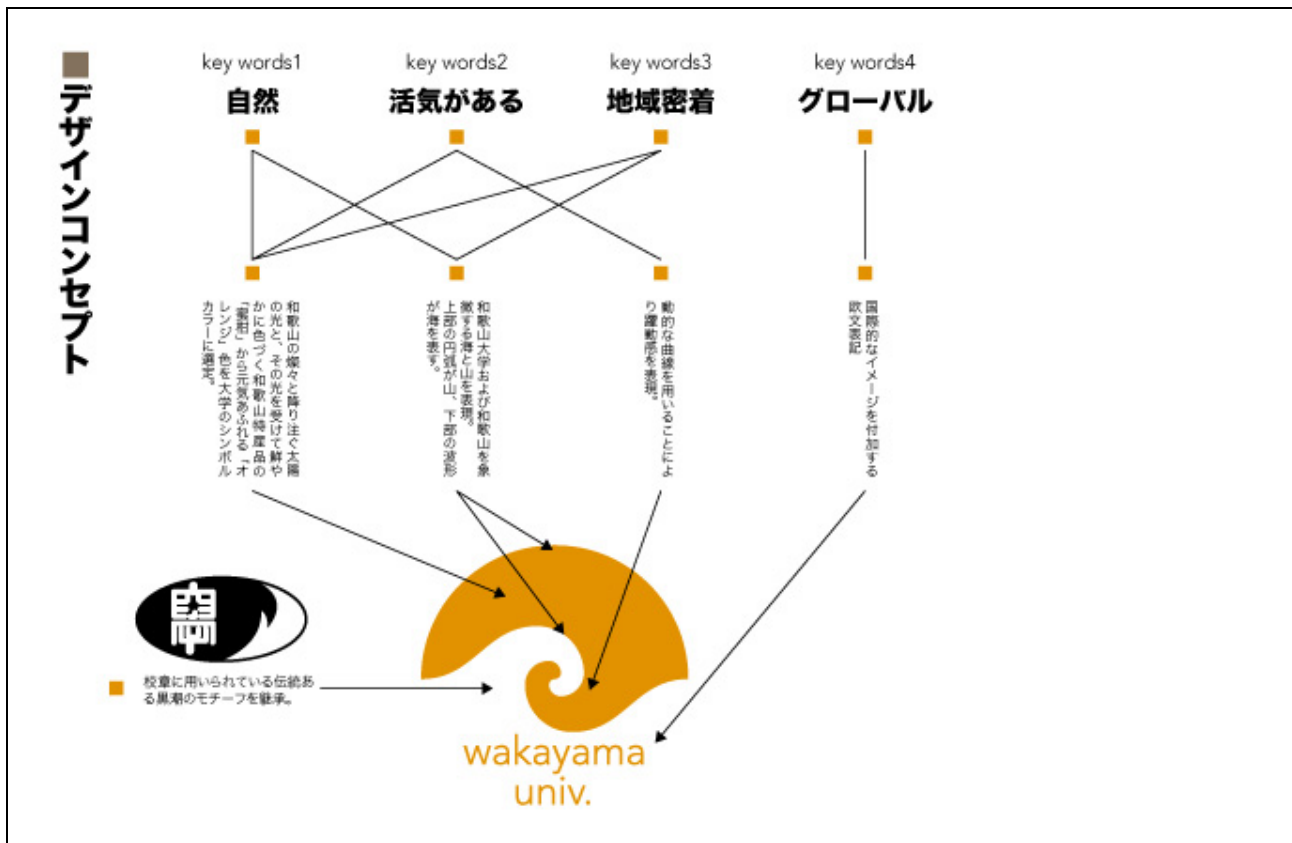 デザインコンセプト
key words1
自然
key words2
活気がある
key words3
地域密着
key words4
グローバル
和歌山の燦々と降り注ぐ太陽
の光と、その光を受けて鮮や
かに色づく和歌山特産品の
「蜜柑」から元気あふれる「オ
レンジ」色を大学のシンボル
カラーに選定。
和歌山大学および和歌山を象
徴する海と山を表現。
上部の円弧が山、下部の波形
が海を表す。
動的な曲線を用いることによ
り躍動感を表現。
国際的なイメージを付加する
欧文表記
校章に用いられている伝統あ
る黒潮のモチーフを継承。
wakayama
univ.